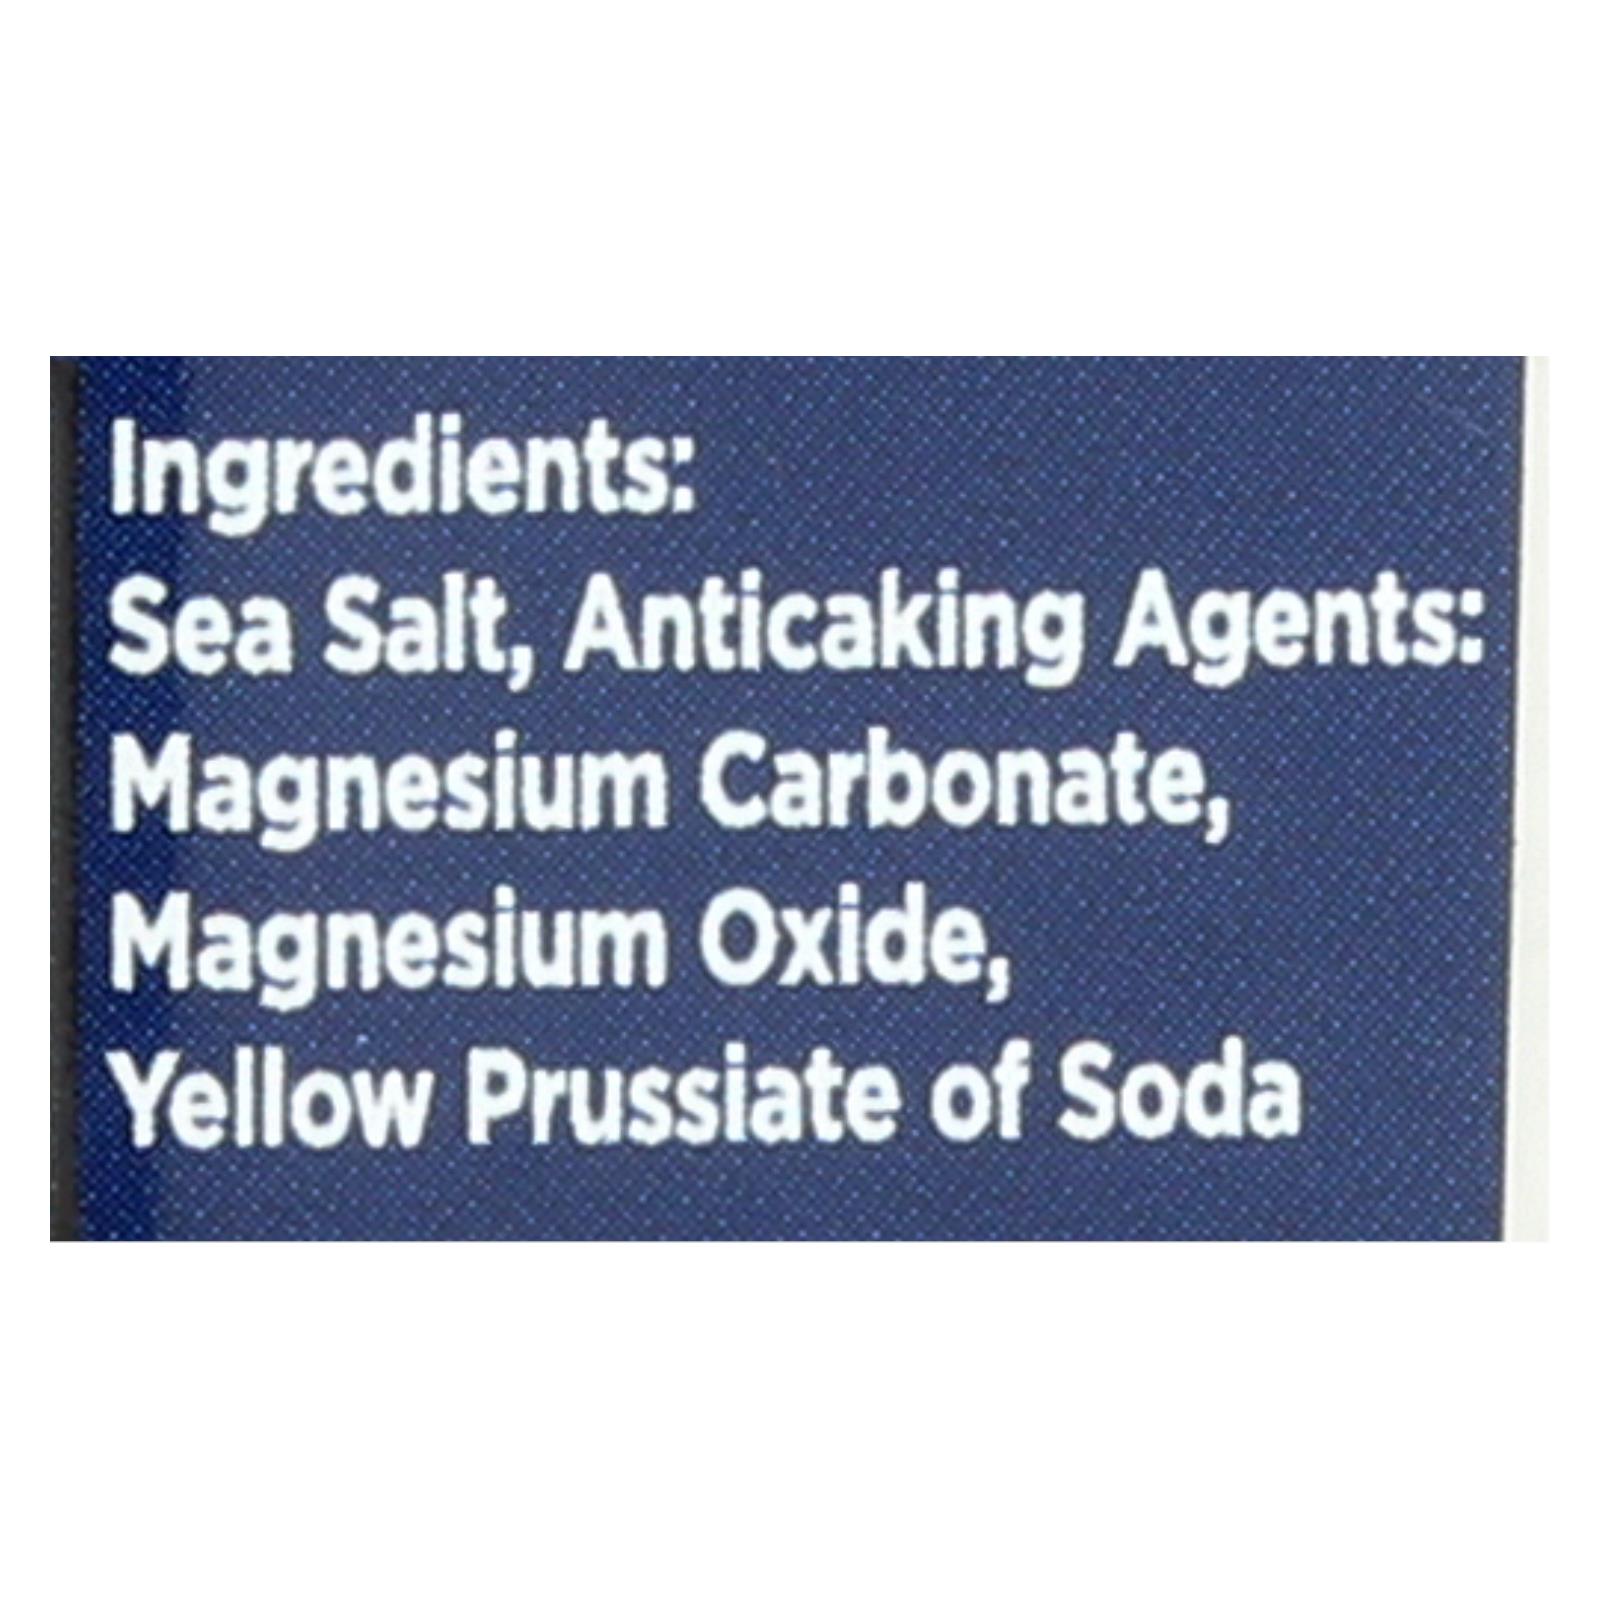 Ingredients:
Sea Salt, Anticaking Agents:
Magnesium Carbonate,
Magnesium Oxide,
Yellow Prussiate of Soda